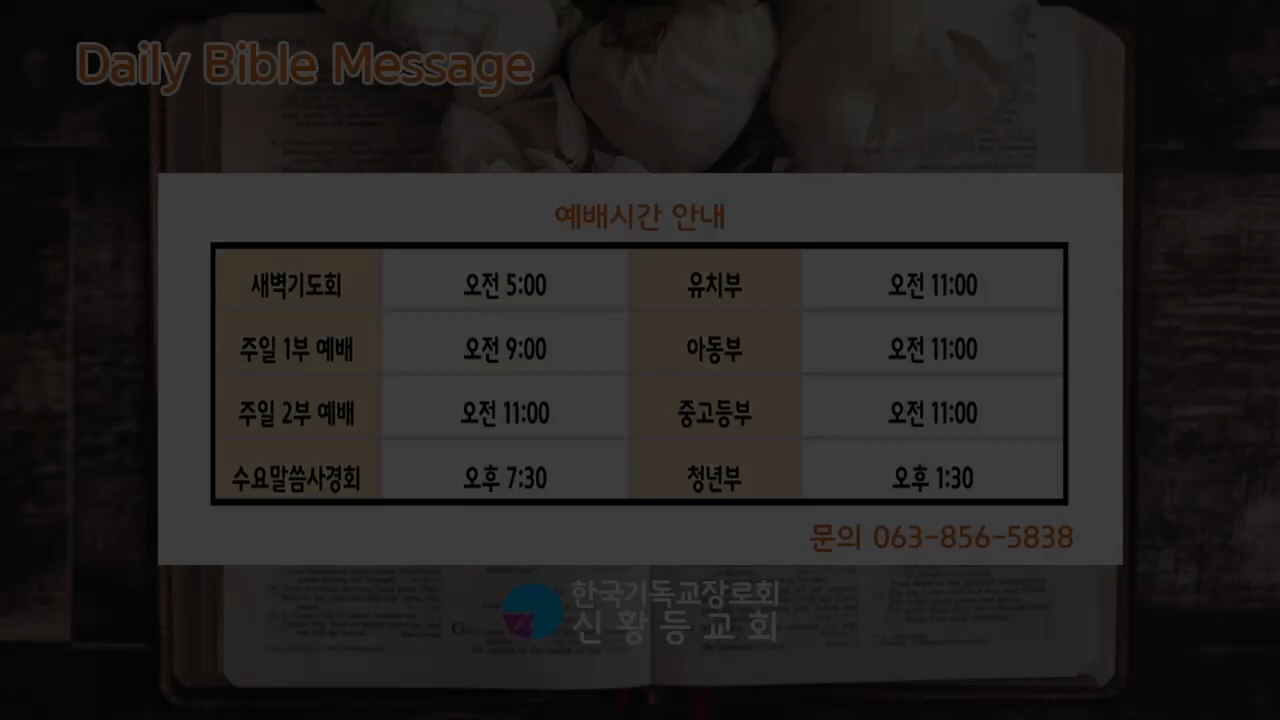 Daily Bible Message
예배시간 안내
새벽기도회 오전 5:00 유치부 오전 11:00
주일 1부 예배 오전 9:00 아동부 오전 11:00
주일 2부 예배 오전 11:00 중고등부 오전 11:00
수요말씀사경회 오후 7:30 청년부 오후 1:30
문의 063-856-5838
한국기독교장로회
신황등교회